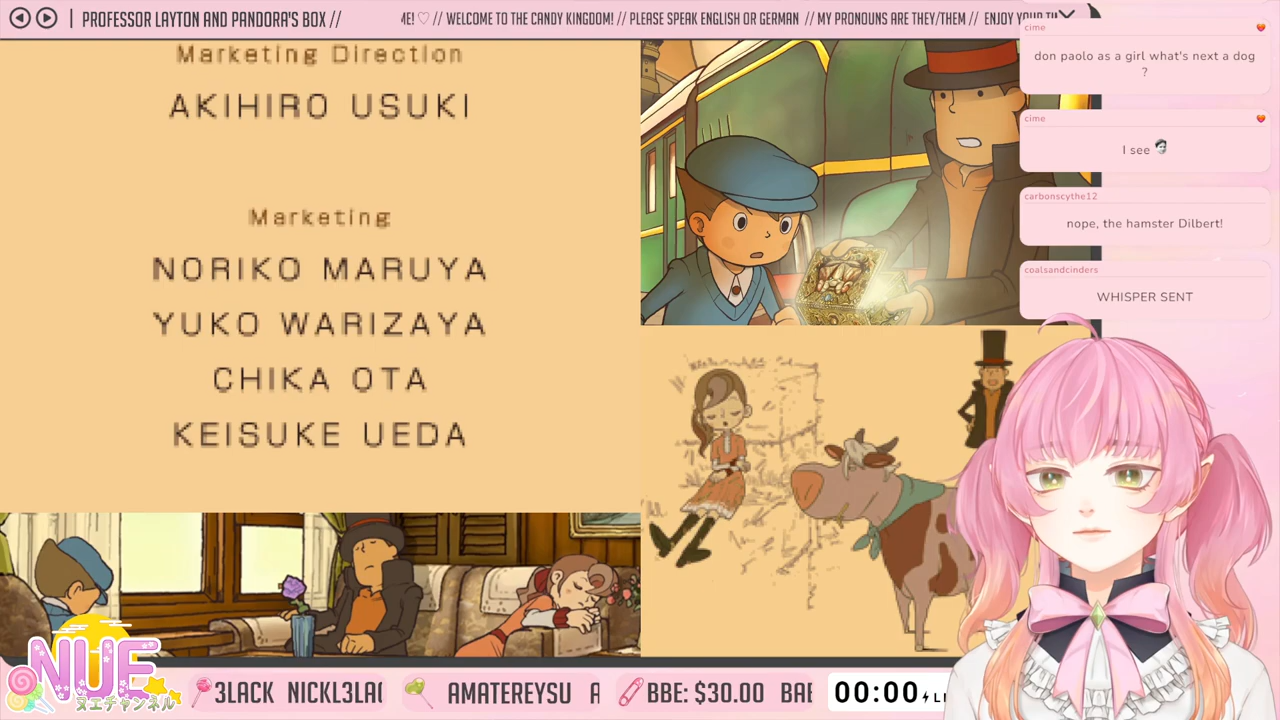 PROFESSOR LAYTON AND PANDORA'S BOX //
ME! ♡ // WELCOME TO THE CANDY KINGDOM! // PLEASE SPEAK ENGLISH OR GERMAN // MY PRONOUNS ARE THEY/THEM // ENJOY YOUR
Marketing Direction
AKIHIRO USUKI
Marketing
NORIKO MARUYA
YUKO WARIZAYA
CHIKA OTA
KEISUKE UEDA
cime
don paolo as a girl what's next a dog
?
cime
I see
carbonscythe12
nope, the hamster Dilbert!
coalsandcinders
WHISPER SENT
NUE
ヌエチャンネル
AMATEREYSU
BBE: $30.00
00:00